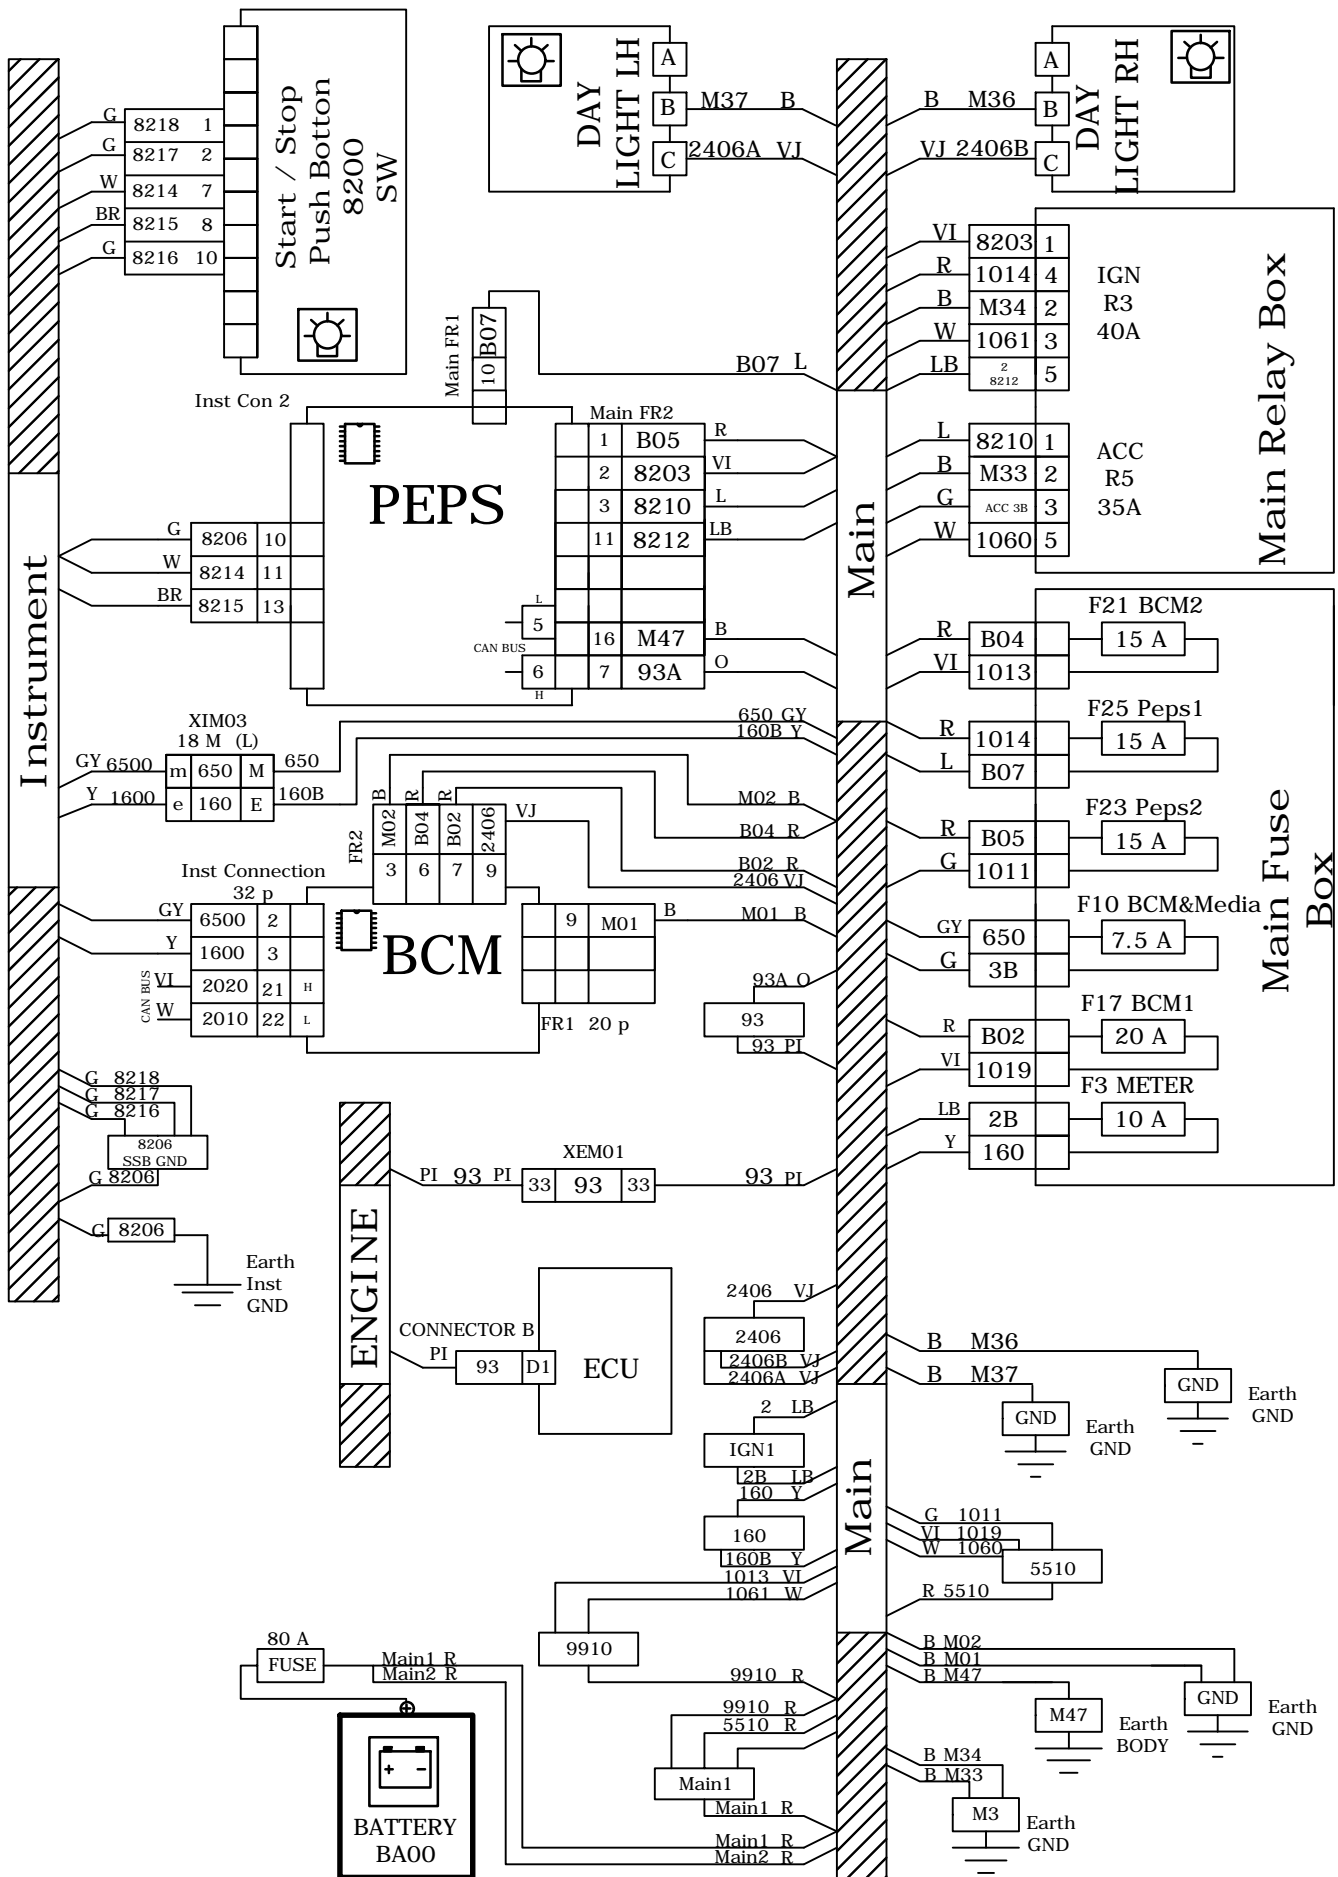 8218 1
8217 2
8214 7
8215 8
8216 10
G
G
W
BR
G
Start / Stop
Push Botton
8200
SW
DAY
LIGHT LH
A
B
C
M37 B
2406A VJ
B M36
VJ 2406B
A
B
C
DAY
LIGHT RH
VI 8203 1
R 1014 4
B M34 2
W 1061 3
LB 2 8212 5
IGN
R3
40A
L 8210 1
B M33 2
G ACC 3B 3
W 1060 5
ACC
R5
35A
Main Relay Box
Main FR1
10 B07
B07 L
Inst Con 2
PEPS
Main FR2
1 B05 R
2 8203 VI
3 8210 L
11 8212 LB
16 M47 B
7 93A O
L
5
CAN BUS
6
H
G 8206 10
W 8214 11
BR 8215 13
Instrument
Main
XIM03
18 M (L)
GY 6500 m 650 M 650
Y 1600 e 160 E 160B
650 GY
160B Y
F21 BCM2
R B04 15 A
VI 1013
F25 Peps1
R 1014 15 A
L B07
F23 Peps2
R B05 15 A
G 1011
F10 BCM&Media
GY 650 7.5 A
G 3B
F17 BCM1
R B02 20 A
VI 1019
F3 METER
LB 2B 10 A
Y 160
Main Fuse
Box
FR2
B R R
M02 B04 B02 2406 VJ
3 6 7 9
M02 B
B04 R
B02 R
2406 VJ
Inst Connection
32 p
GY 6500 2
Y 1600 3
VI 2020 21 H
W 2010 22 L
CAN BUS
BCM
9 M01 B
M01 B
FR1 20 p
93A O
93
93 PI
G 8218
G 8217
G 8216
8206
SSB GND
G 8206
G 8206
Earth
Inst
GND
ENGINE
XEM01
PI 93 PI 33 93 33 93 PI
CONNECTOR B
PI 93 D1
ECU
2406 VJ
2406
2406B VJ
2406A VJ
2 LB
IGN1
2B LB
160 Y
160
160B Y
1013 VI
1061 W
9910
9910 R
9910 R
5510 R
Main1
Main1 R
Main1 R
Main2 R
Main
B M36
B M37
GND
Earth
GND
GND
Earth
GND
G 1011
VI 1019
W 1060
5510
R 5510
B M02
B M01
B M47
GND
Earth
GND
M47
Earth
BODY
B M34
B M33
M3
Earth
GND
80 A
FUSE
Main1 R
Main2 R
+ -
BATTERY
BA00